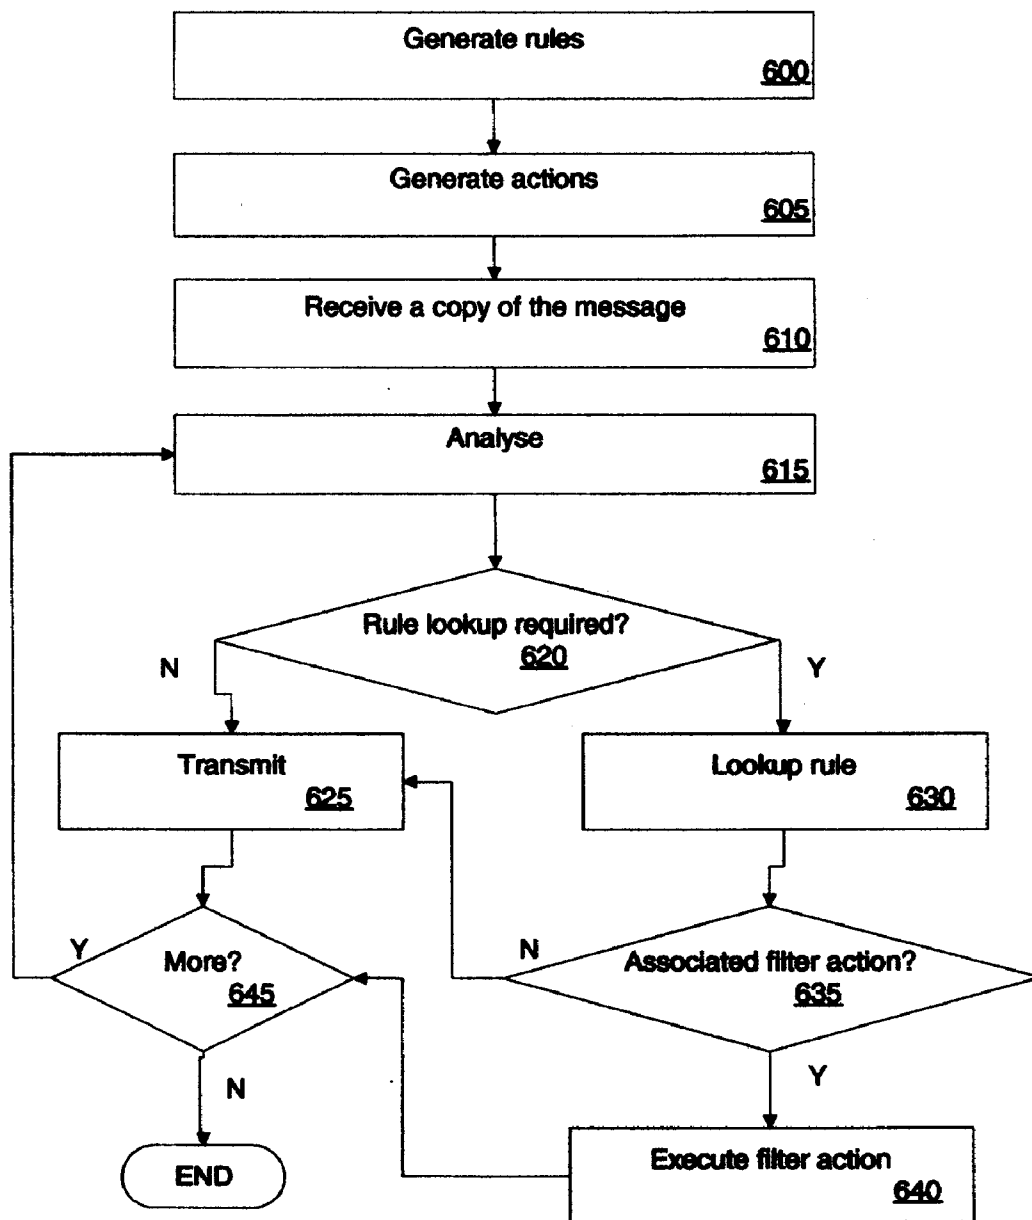 Generate rules
600
Generate actions
605
Receive a copy of the message
610
Analyse
615
Rule lookup required?
620
N
Y
Transmit
625
Lookup rule
630
Y
More?
645
N
Associated filter action?
635
N
Y
END
Execute filter action
640